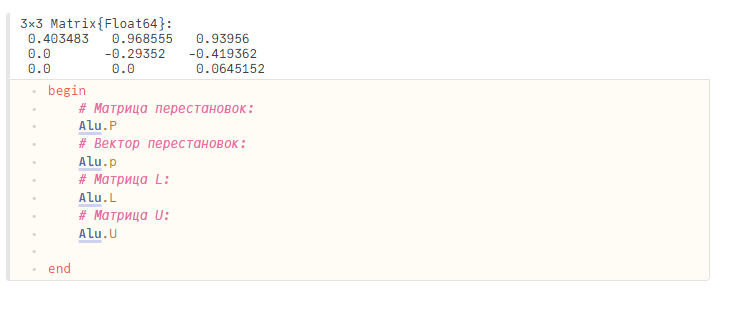 3×3 Matrix{Float64}:
0.403483   0.968555   0.93956
0.0       -0.29352   -0.419362
0.0        0.0        0.0645152
begin
# Матрица перестановок:
Alu.P
# Вектор перестановок:
Alu.p
# Матрица L:
Alu.L
# Матрица U:
Alu.U
end